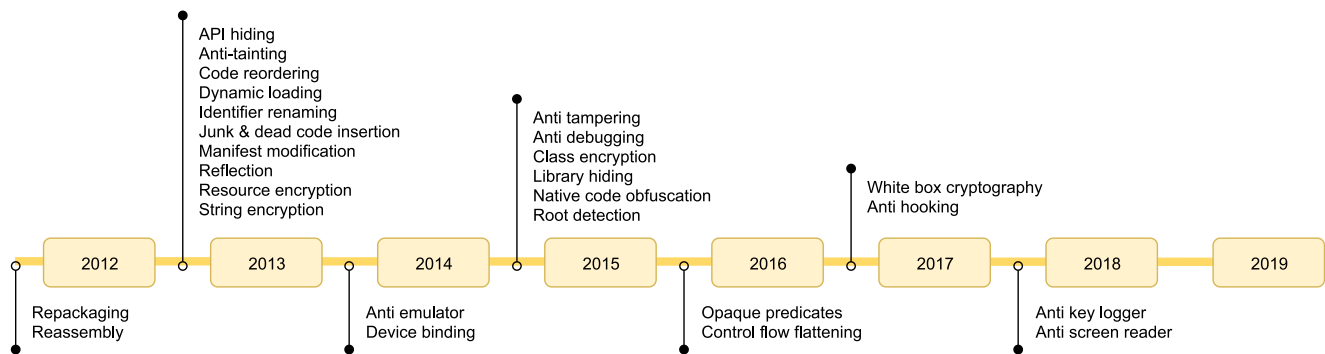 API hiding
Anti-tainting
Code reordering
Dynamic loading
Identifier renaming
Junk & dead code insertion
Manifest modification
Reflection
Resource encryption
String encryption
Anti tampering
Anti debugging
Class encryption
Library hiding
Native code obfuscation
Root detection
White box cryptography
Anti hooking
2012 2013 2014 2015 2016 2017 2018 2019
Repackaging
Reassembly
Anti emulator
Device binding
Opaque predicates
Control flow flattening
Anti key logger
Anti screen reader